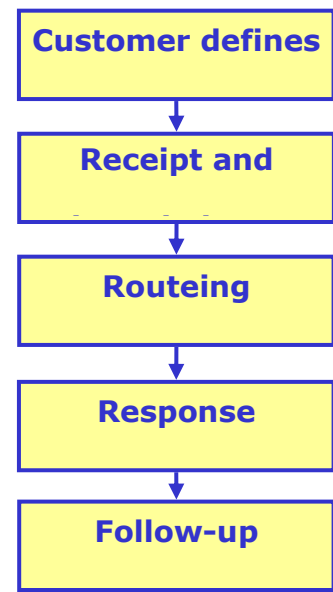 Customer defines
Receipt and
Routeing
Response
Follow-up